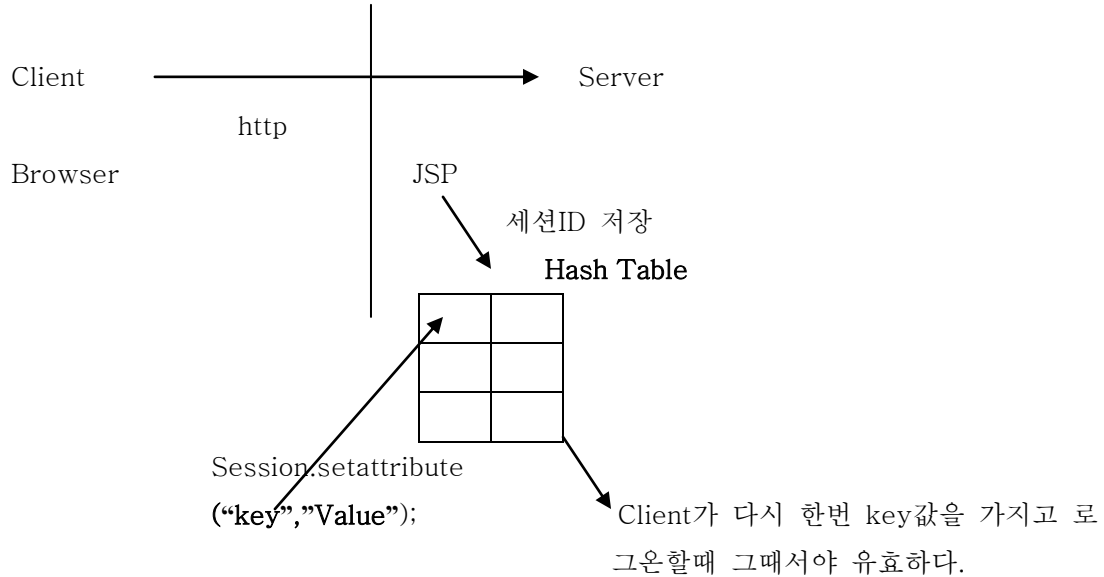 Client
Server
http
Browser
JSP
세션ID 저장
Hash Table
Session.setattribute
(“key”,”Value”);
Client가 다시 한번 key값을 가지고 로
그온할때 그때서야 유효하다.